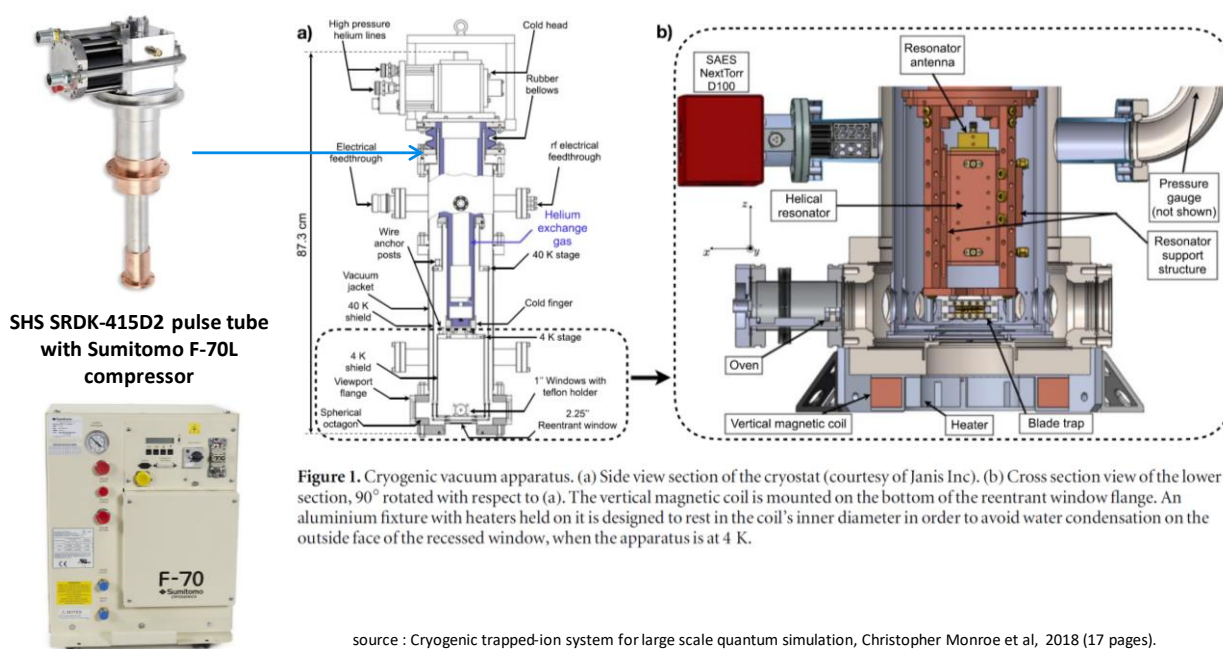 SHS SRDK-415D2 pulse tube
with Sumitomo F-70L
compressor
F-70
Sumitomo
CRYOGENICS
a)
High pressure
helium lines
Cold head
Rubber
bellows
Electrical
feedthrough
rf electrical
feedthrough
87.3 cm
Helium
exchange
gas
Wire
anchor
posts
40 K stage
Vacuum
jacket
40 K
shield
Cold finger
4 K stage
4 K
shield
Viewport
flange
1'' Windows with
teflon holder
Spherical
octagon
2.25''
Reentrant window
b)
SAES
NextTorr
D100
Resonator
antenna
Helical
resonator
Pressure
gauge
(not shown)
z
x
y
Resonator
support
structure
Oven
Vertical magnetic coil
Heater
Blade trap
Figure 1. Cryogenic vacuum apparatus. (a) Side view section of the cryostat (courtesy of Janis Inc). (b) Cross section view of the lower
section, 90° rotated with respect to (a). The vertical magnetic coil is mounted on the bottom of the reentrant window flange. An
aluminium fixture with heaters held on it is designed to rest in the coil's inner diameter in order to avoid water condensation on the
outside face of the recessed window, when the apparatus is at 4 K.
source : Cryogenic trapped-ion system for large scale quantum simulation, Christopher Monroe et al, 2018 (17 pages).